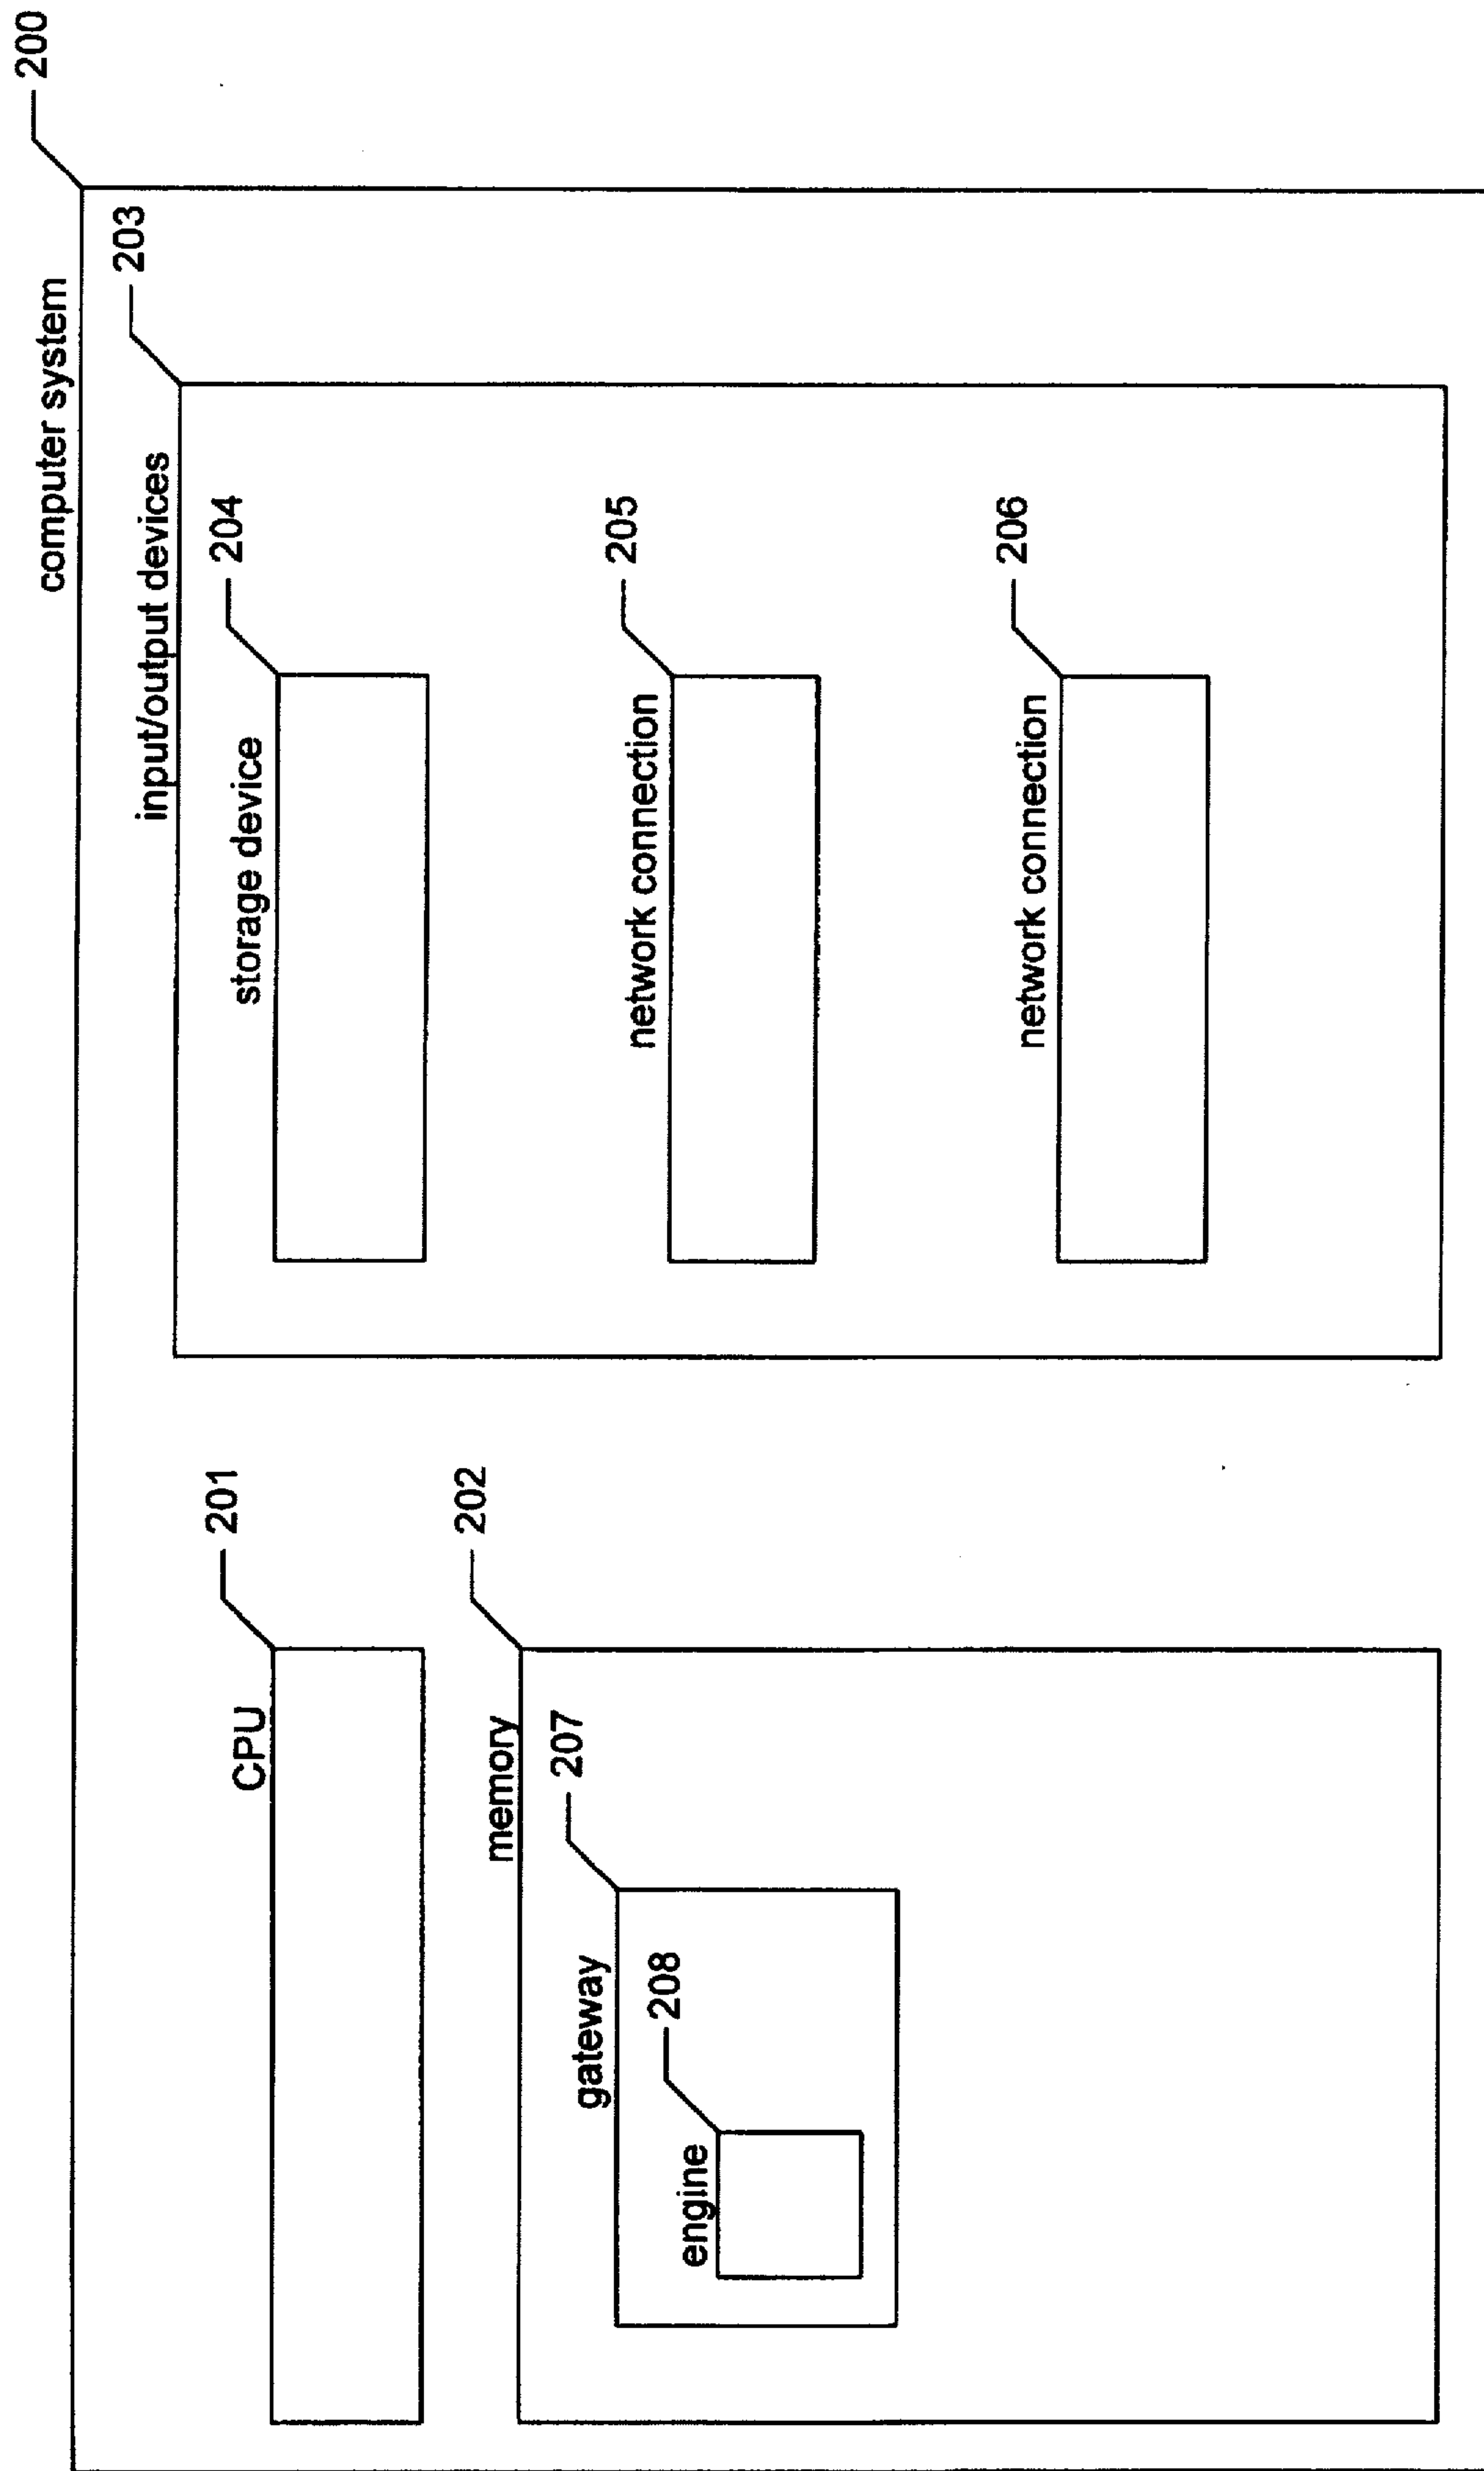 200
computer system
203
input/output devices
201
CPU
204
storage device
202
memory
205
network connection
207
gateway
208
engine
206
network connection